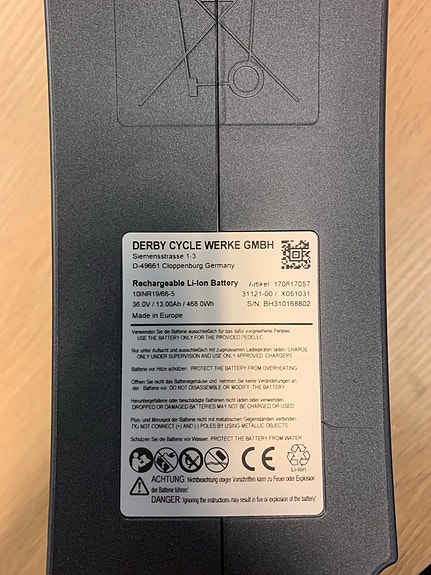 DERBY CYCLE WERKE GMBH
Siemensstrasse 1-3
D-49661 Cloppenburg Germany
Rechargeable Li-Ion Battery Artikel: 170817057
10INR19/66-5 31121-00 / X051031
36.0V / 13.00Ah / 468.0Wh S/N: BH310168802
Made in Europe
Verwenden Sie die Batterie ausschließlich für das dafür vorgesehene Pedelec.
USE THE BATTERY ONLY FOR THE PROVIDED PEDELEC
Nur unter Aufsicht und ausschliesslich mit zugelassenen Ladegeräten laden. CHARGE
ONLY UNDER SUPERVISION AND USE ONLY APPROVED CHARGERS.
Batterie vor Hitze schützen PROTECT THE BATTERY FROM OVERHEATING
Öffnen Sie nicht das Batteriegehäuse und nehmen Sie keine Veränderungen an
der Batterie vor. DO NOT DISASSEMBLE OR MODIFY THE BATTERY
Heruntergefallene oder beschädigte Batterien nicht laden oder verwenden.
DROPPED OR DAMAGED BATTERIES MAY NOT BE CHARGED OR USED.
Plus- und Minuspol der Batterie nicht mit metallischen Gegenständen verbinden.
CONNECT (+) AND (-) POLES BY USING METALLIC OBJECTS
Schützen Sie die Batterie vor Wasser. PROTECT THE BATTERY FROM WATER
CE
Li-Ion
ACHTUNG: Nichtbeachtung obiger Vorschriften kann zu Feuer oder Explosion
der Batterie führen!
DANGER: Ignoring the instructions may result in fire or explosion of the battery!